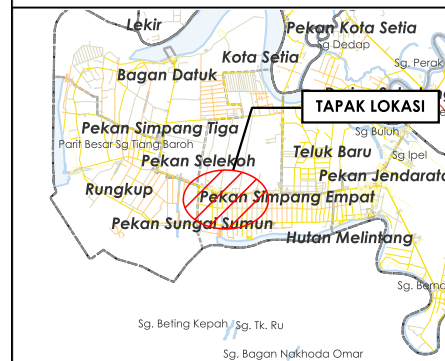 Lekir
Pekan Kota Setia
Sg Dedap
Kota Setia
Sg. Perak
Bagan Datuk
TAPAK LOKASI
Pekan Simpang Tiga
Sg Buluh
Parit Besar Sg Tiang Baroh
Teluk Baru
Sg Ipel
Pekan Selekoh
Pekan Jendarata
Rungkup
Pekan Simpang Empat
Pekan Sungai Sumun
Hutan Melintang
Sg. Bema
Sg. Beting Kepah
Sg. Tk. Ru
Sg. Bagan Nakhoda Omar